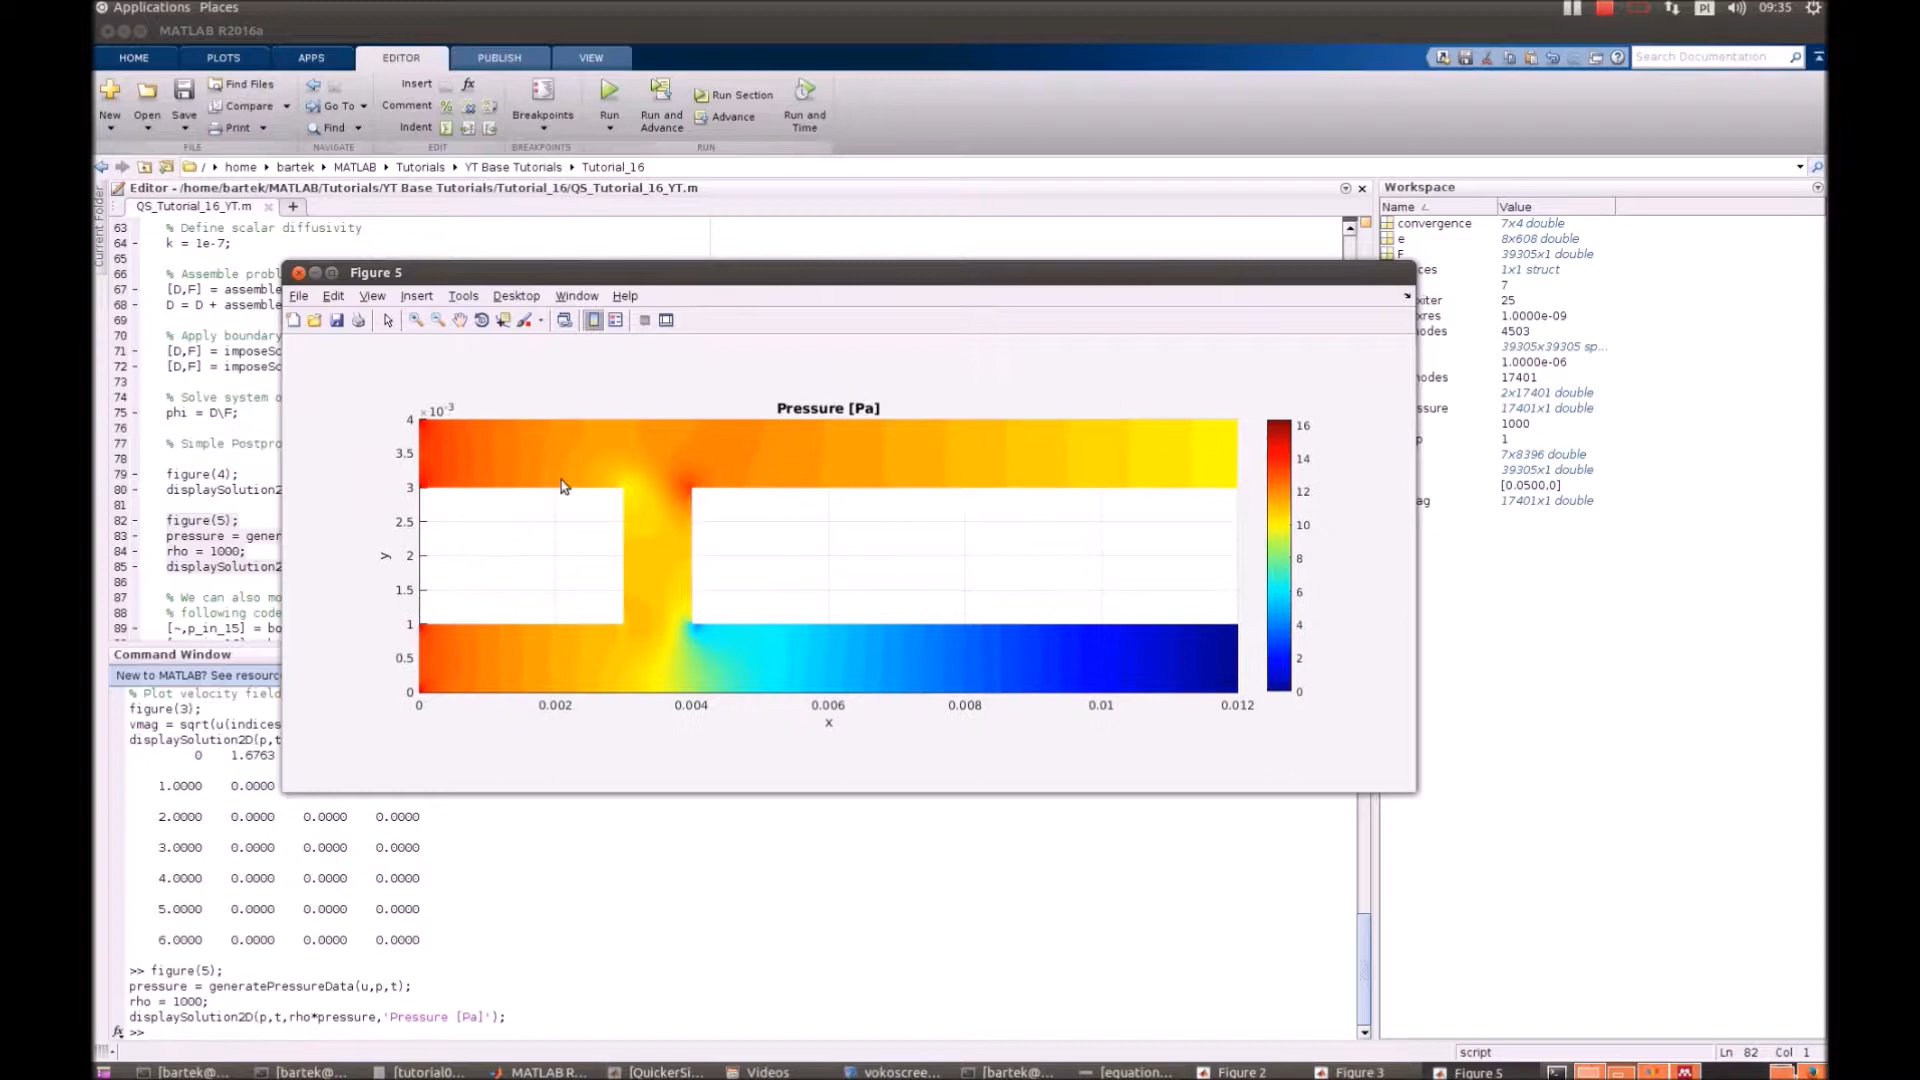 Applications Places
Pl 09:35
MATLAB R2016a
HOME PLOTS APPS EDITOR PUBLISH VIEW
Search Documentation
New Open Save
Find Files
Compare
Print
Go To
Find
Insert fx
Comment
Indent
Breakpoints
Run
Run and Advance
Run Section
Advance
Run and Time
FILE NAVIGATE EDIT BREAKPOINTS RUN
/ home bartek MATLAB Tutorials YT Base Tutorials Tutorial_16
Current Folder
Editor - /home/bartek/MATLAB/Tutorials/YT Base Tutorials/Tutorial_16/QS_Tutorial_16_YT.m
QS_Tutorial_16_YT.m
63 % Define scalar diffusivity
64 - k = 1e-7;
65
66 % Assemble probl
67 - [D,F] = assemble
68 - D = D + assemble
69
70 % Apply boundary
71 - [D,F] = imposeSc
72 - [D,F] = imposeSc
73
74 % Solve system o
75 - phi = D\F;
76
77 % Simple Postpro
78
79 - figure(4);
80 - displaySolution2
81
82 - figure(5);
83 - pressure = gener
84 - rho = 1000;
85 - displaySolution2
86
87 % We can also mo
88 % following code
89 - [~,p_in_15] = bo
Figure 5
File Edit View Insert Tools Desktop Window Help
Pressure [Pa]
×10-3
4
3.5
3
2.5
2
1.5
1
0.5
0
y
0 0.002 0.004 0.006 0.008 0.01 0.012
x
16
14
12
10
8
6
4
2
0
Workspace
Name Value
convergence 7x4 double
e 8x608 double
F 39305x1 double
ces 1x1 struct
7
xiter 25
xres 1.0000e-09
nodes 4503
39305x39305 sp...
1.0000e-06
nodes 17401
2x17401 double
ssure 17401x1 double
1000
p 1
7x8396 double
39305x1 double
[0.0500,0]
ag 17401x1 double
Command Window
New to MATLAB? See resourc
% Plot velocity field
figure(3);
vmag = sqrt(u(indices
displaySolution2D(p,t
0 1.6763
1.0000 0.0000
2.0000 0.0000 0.0000 0.0000
3.0000 0.0000 0.0000 0.0000
4.0000 0.0000 0.0000 0.0000
5.0000 0.0000 0.0000 0.0000
6.0000 0.0000 0.0000 0.0000
>> figure(5);
pressure = generatePressureData(u,p,t);
rho = 1000;
displaySolution2D(p,t,rho*pressure,'Pressure [Pa]');
fx >>
script Ln 82 Col 1
[bartek@... [bartek@... [tutorial0... MATLAB R... [QuickerSi... Videos vokoscree... [bartek@... [equation... Figure 2 Figure 3 Figure 5